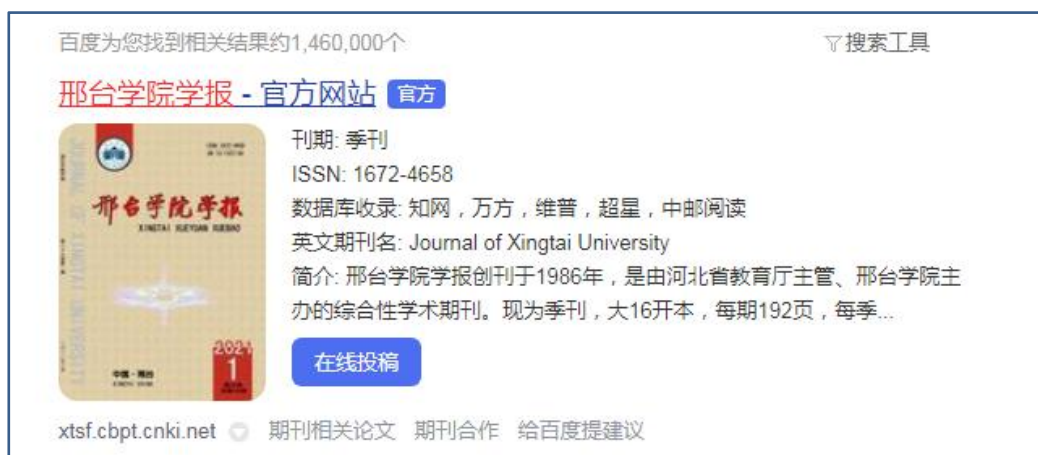 百度为您找到相关结果约1,460,000个
搜索工具
邢台学院学报 - 官方网站 官方
刊期: 季刊
ISSN: 1672-4658
数据库收录: 知网，万方，维普，超星，中邮阅读
英文期刊名: Journal of Xingtai University
简介: 邢台学院学报创刊于1986年，是由河北省教育厅主管、邢台学院主
办的综合性学术期刊。现为季刊，大16开本，每期192页，每季...
在线投稿
JOURNAL OF XINGTAI UNIVERSITY
邢台学院学报
XINGTAI XUEYUAN XUEBAO
2021
1
中国·邢台
xtsf.cbpt.cnki.net 期刊相关论文 期刊合作 给百度提建议